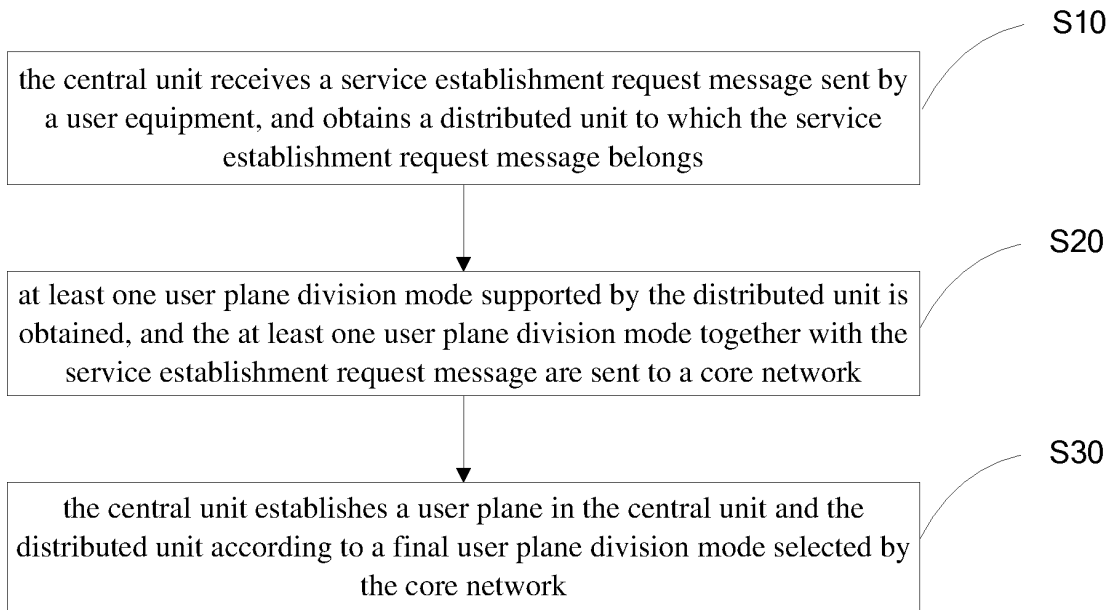 S10
the central unit receives a service establishment request message sent by
a user equipment, and obtains a distributed unit to which the service
establishment request message belongs
S20
at least one user plane division mode supported by the distributed unit is
obtained, and the at least one user plane division mode together with the
service establishment request message are sent to a core network
S30
the central unit establishes a user plane in the central unit and the
distributed unit according to a final user plane division mode selected by
the core network